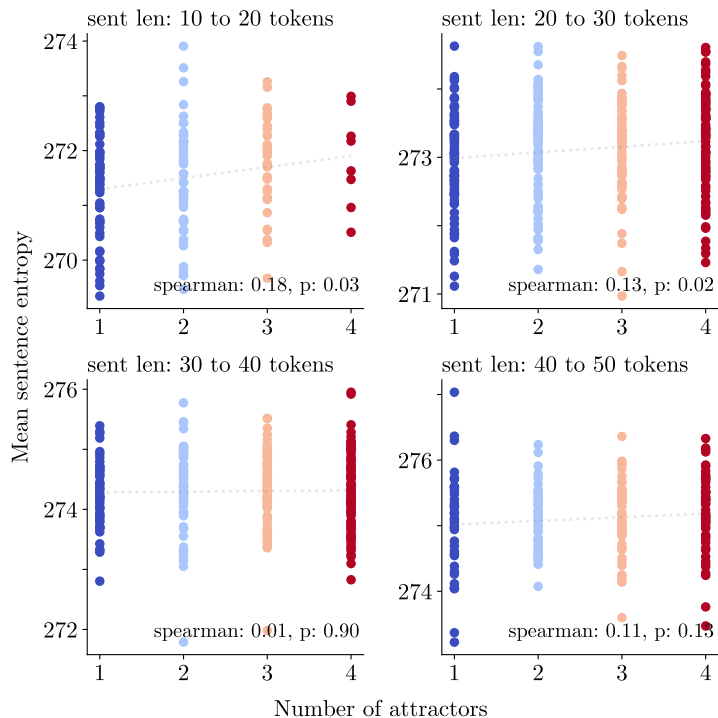 sent len: 10 to 20 tokens
274
272
270
spearman: 0.18, p: 0.03
1 2 3 4
sent len: 20 to 30 tokens
273
271
spearman: 0.13, p: 0.02
1 2 3 4
sent len: 30 to 40 tokens
276
274
272
spearman: 0.01, p: 0.90
1 2 3 4
sent len: 40 to 50 tokens
276
274
spearman: 0.11, p: 0.13
1 2 3 4
Mean sentence entropy
Number of attractors